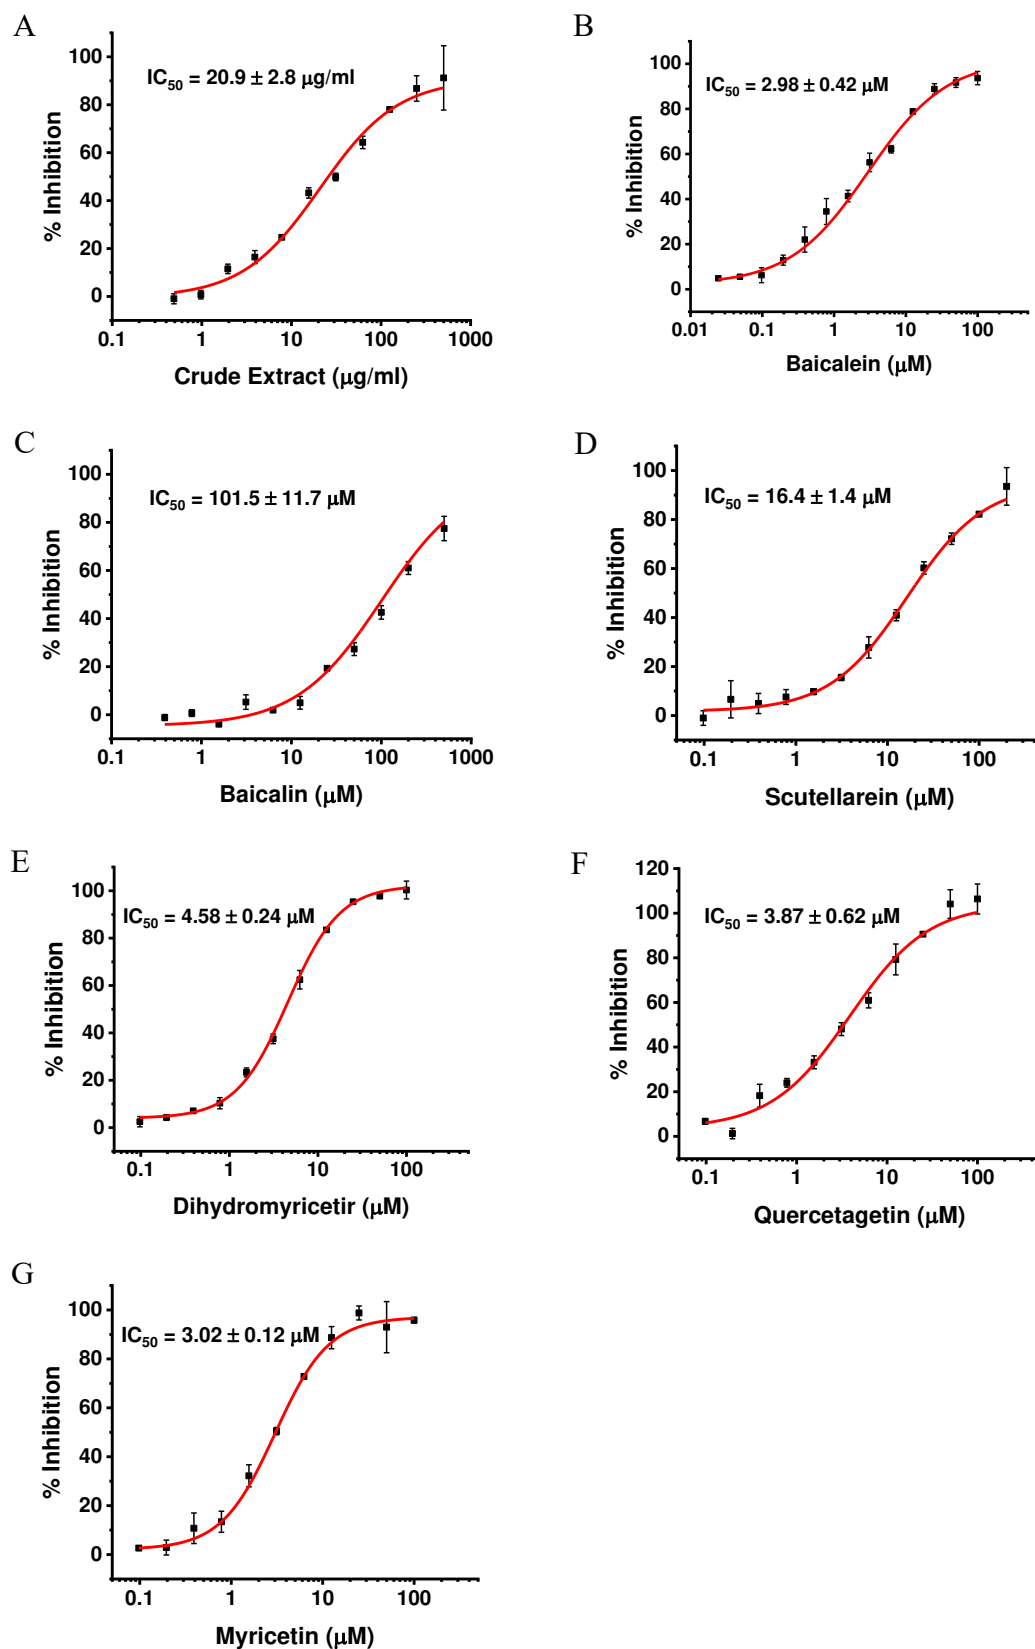 A
100
80
60
40
20
0
% Inhibition
IC50 = 20.9 ± 2.8 μg/ml
0.1 1 10 100 1000
Crude Extract (μg/ml)
B
100
80
60
40
20
0
% Inhibition
IC50 = 2.98 ± 0.42 μM
0.01 0.1 1 10 100
Baicalein (μM)
C
100
80
60
40
20
0
% Inhibition
IC50 = 101.5 ± 11.7 μM
0.1 1 10 100 1000
Baicalin (μM)
D
100
80
60
40
20
0
% Inhibition
IC50 = 16.4 ± 1.4 μM
0.1 1 10 100
Scutellarein (μM)
E
100
80
60
40
20
0
% Inhibition
IC50 = 4.58 ± 0.24 μM
0.1 1 10 100
Dihydromyricetir (μM)
F
120
100
80
60
40
20
0
% Inhibition
IC50 = 3.87 ± 0.62 μM
0.1 1 10 100
Quercetagetin (μM)
G
100
80
60
40
20
0
% Inhibition
IC50 = 3.02 ± 0.12 μM
0.1 1 10 100
Myricetin (μM)